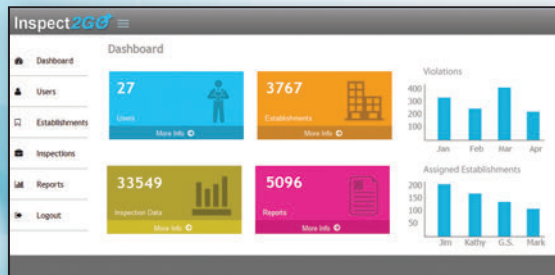 Inspect2GO
Dashboard
Dashboard
Users
Establishments
Inspections
Reports
Logout
27
Users
More Info
3767
Establishments
More Info
33549
Inspection Data
More Info
5096
Reports
More Info
Violations
400
300
200
100
Jan Feb Mar Apr
Assigned Establishments
200
150
100
50
Jim Kathy G.S. Mark